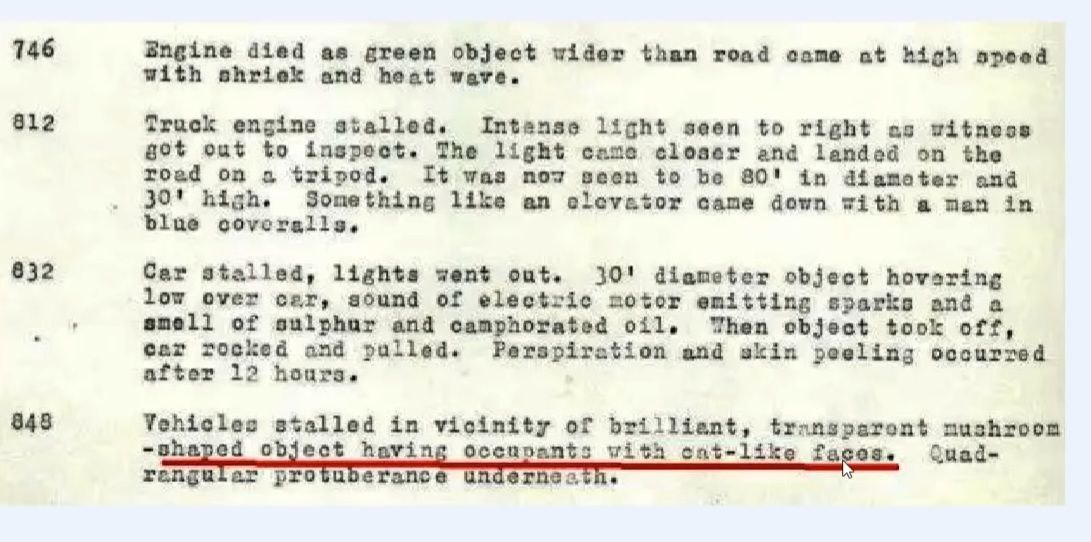 746 Engine died as green object wider than road came at high speed
with shriek and heat wave.
812 Truck engine stalled. Intense light seen to right as witness
got out to inspect. The light came closer and landed on the
road on a tripod. It was now seen to be 80' in diameter and
30' high. Something like an elevator came down with a man in
blue coveralls.
832 Car stalled, lights went out. 30' diameter object hovering
low over car, sound of electric motor emitting sparks and a
smell of sulphur and camphorated oil. When object took off,
car rocked and pulled. Perspiration and skin peeling occurred
after 12 hours.
848 Vehicles stalled in vicinity of brilliant, transparent mushroom
-shaped object having occupants with cat-like faces. Quad-
rangular protuberance underneath.